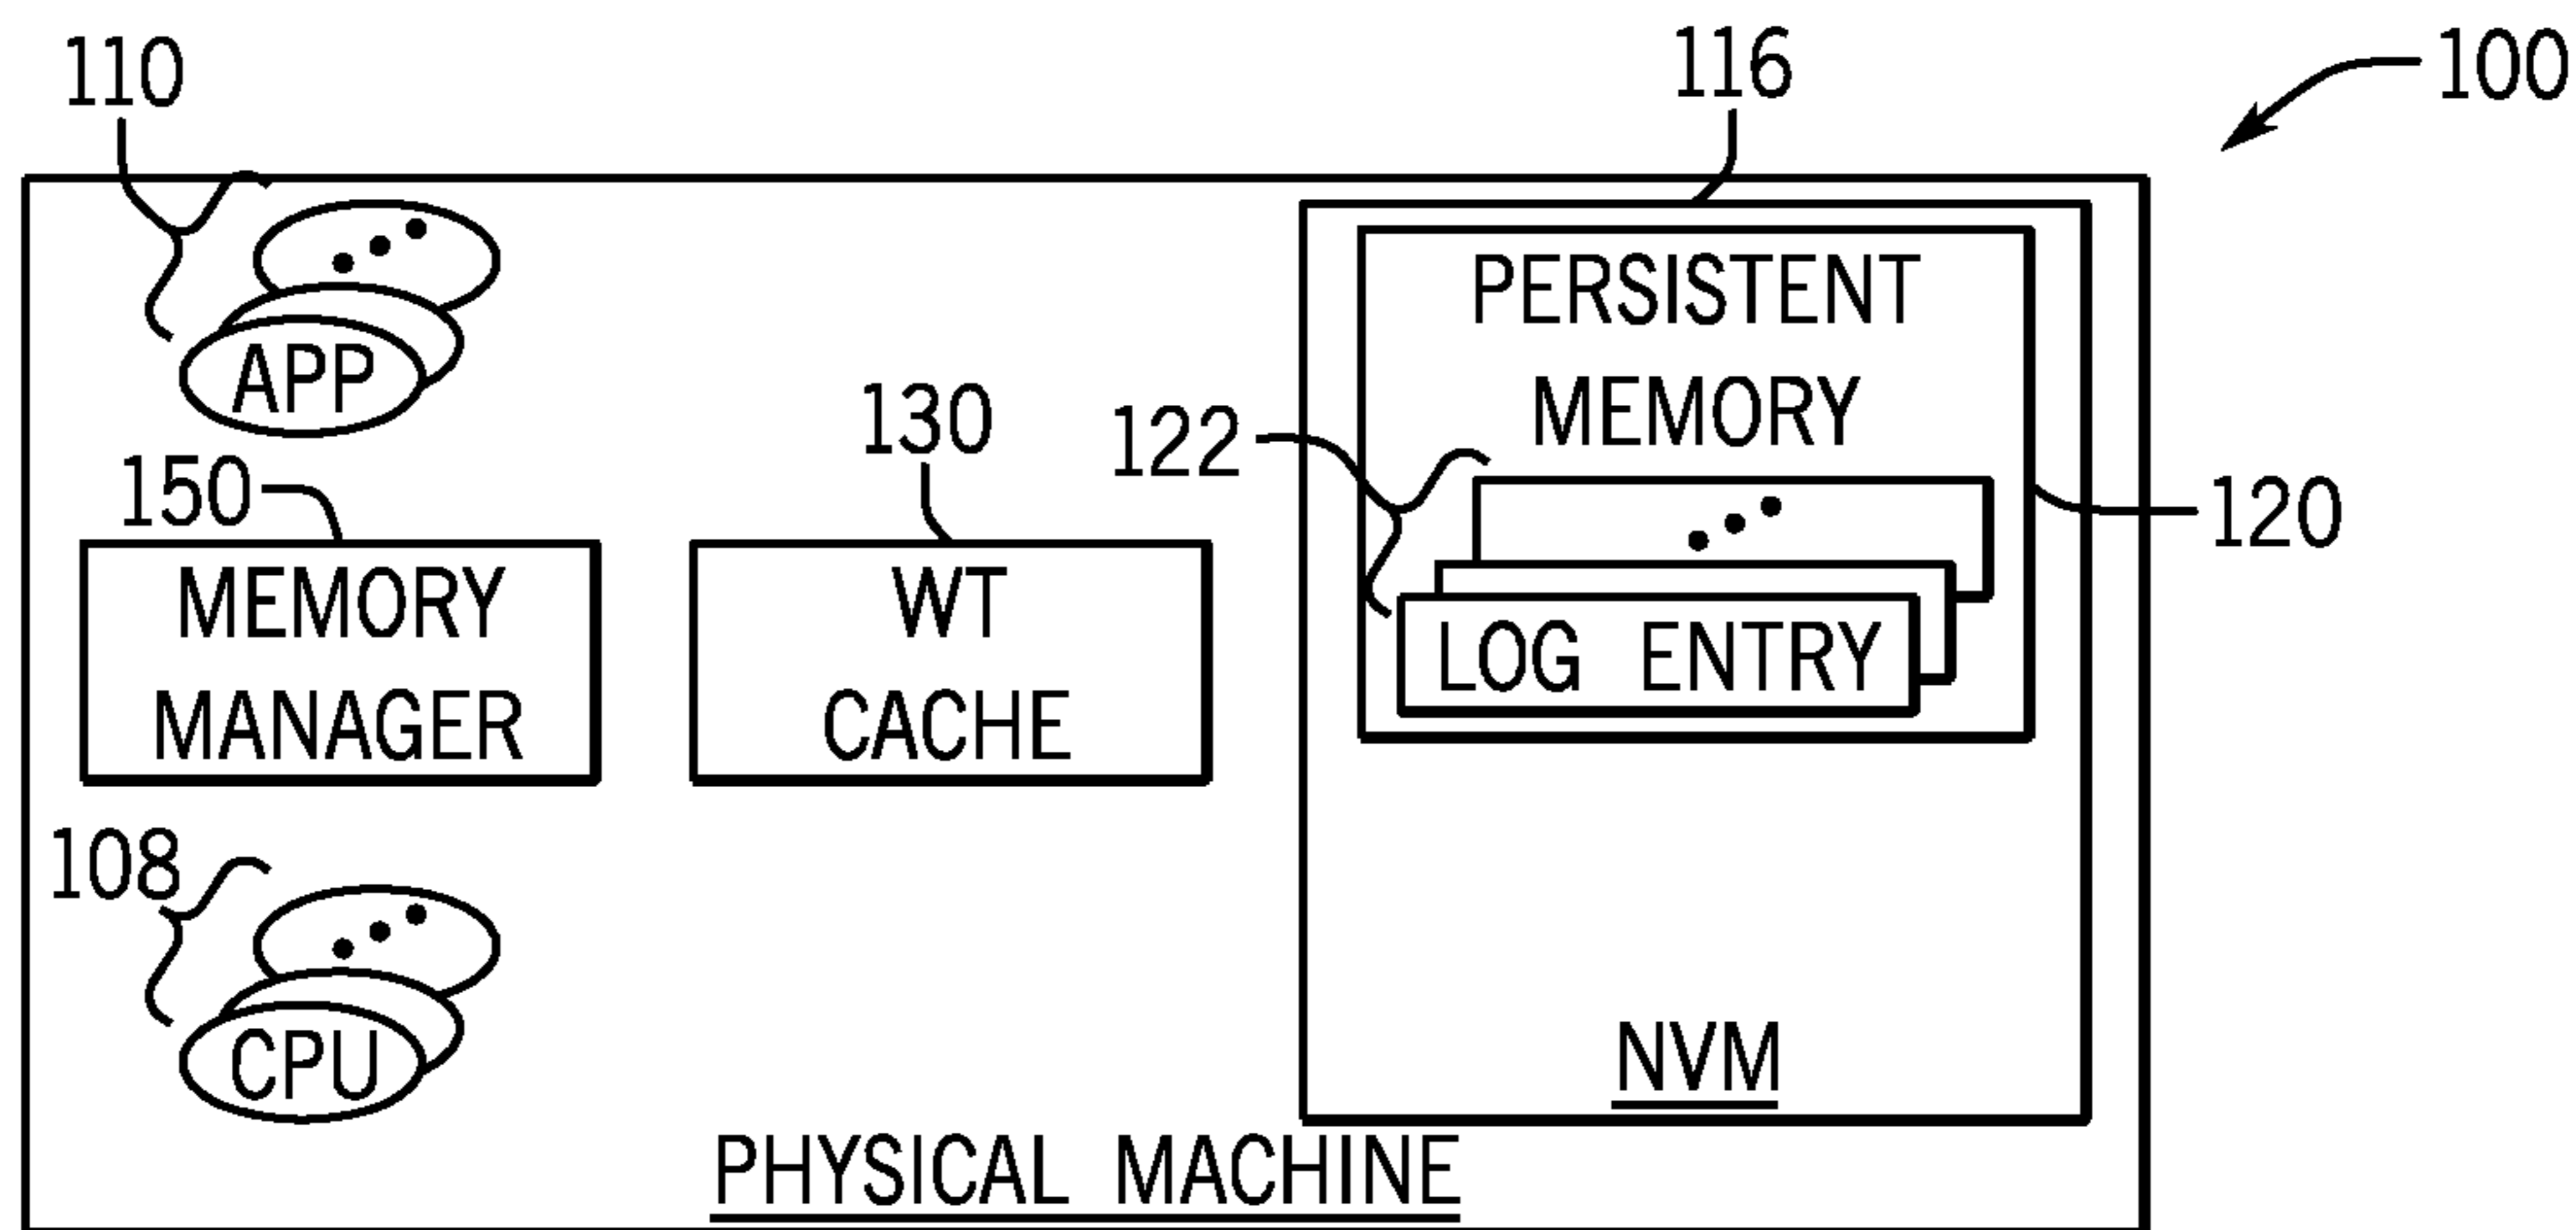 110
116
100
PERSISTENT
MEMORY
APP
130
122
150
120
MEMORY
MANAGER
WT
CACHE
LOG ENTRY
108
CPU
NVM
PHYSICAL MACHINE